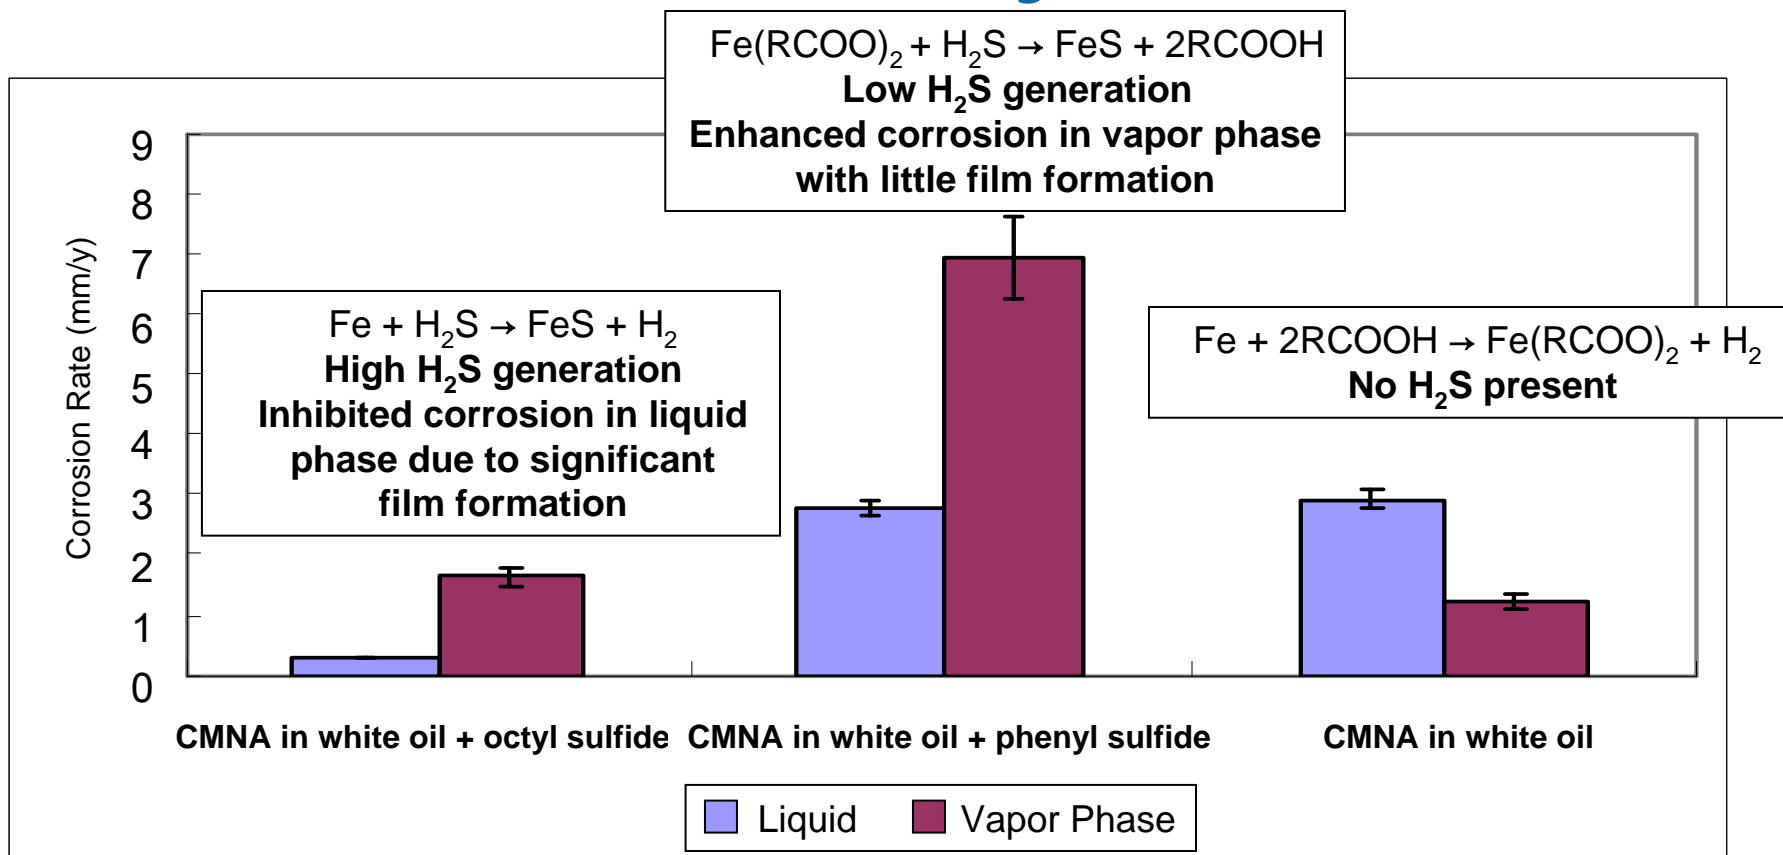 Fe(RCOO)₂ + H₂S → FeS + 2RCOOH
Low H₂S generation
Enhanced corrosion in vapor phase
with little film formation
Corrosion Rate (mm/y)
9
8
7
6
5
4
3
2
1
0
Fe + H₂S → FeS + H₂
High H₂S generation
Inhibited corrosion in liquid
phase due to significant
film formation
Fe + 2RCOOH → Fe(RCOO)₂ + H₂
No H₂S present
CMNA in white oil + octyl sulfide
CMNA in white oil + phenyl sulfide
CMNA in white oil
Liquid
Vapor Phase